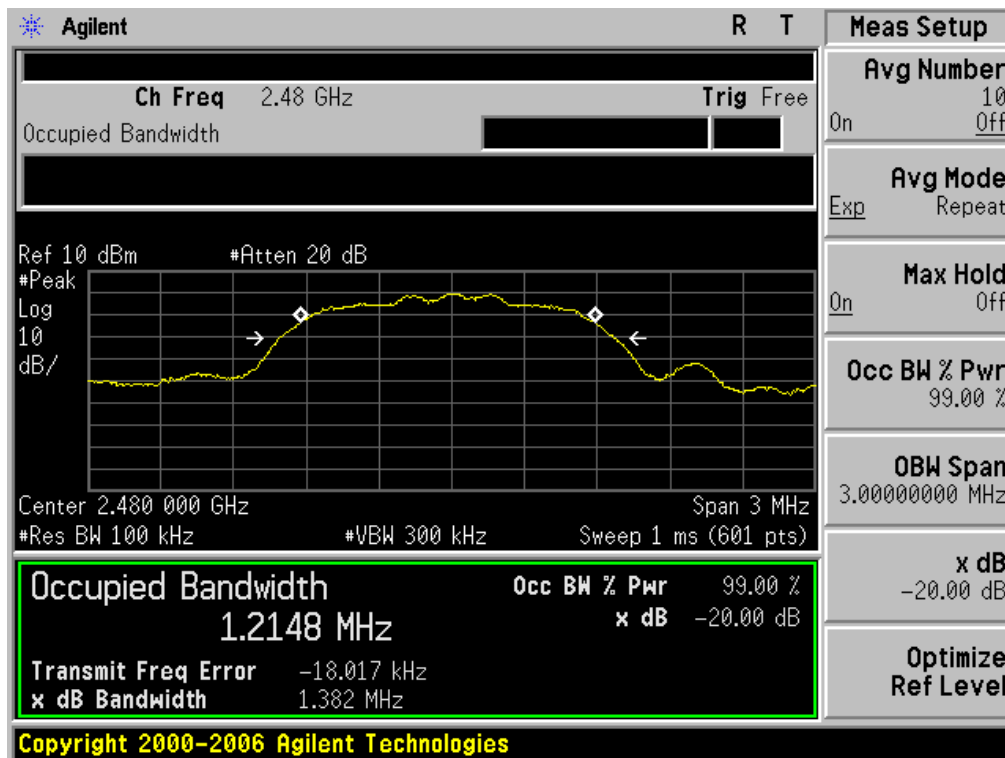 Agilent R T
Ch Freq 2.48 GHz Trig Free
Occupied Bandwidth
Ref 10 dBm #Atten 20 dB
#Peak
Log
10
dB/
Center 2.480 000 GHz Span 3 MHz
#Res BW 100 kHz #VBW 300 kHz Sweep 1 ms (601 pts)
Occupied Bandwidth Occ BW % Pwr 99.00 %
1.2148 MHz x dB -20.00 dB
Transmit Freq Error -18.017 kHz
x dB Bandwidth 1.382 MHz
Copyright 2000-2006 Agilent Technologies
Meas Setup
Avg Number
10
On Off
Avg Mode
Exp Repeat
Max Hold
On Off
Occ BW % Pwr
99.00 %
OBW Span
3.00000000 MHz
x dB
-20.00 dB
Optimize
Ref Level